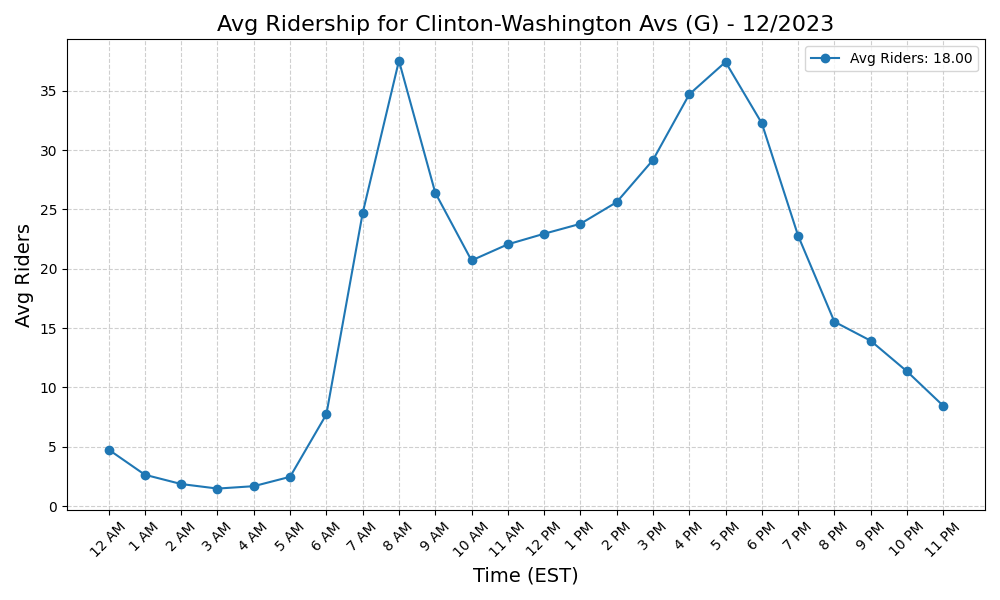 Avg Ridership for Clinton-Washington Avs (G) - 12/2023
Avg Riders: 18.00
Avg Riders
35
30
25
20
15
10
5
0
12 AM
1 AM
2 AM
3 AM
4 AM
5 AM
6 AM
7 AM
8 AM
9 AM
10 AM
11 AM
12 PM
1 PM
2 PM
3 PM
4 PM
5 PM
6 PM
7 PM
8 PM
9 PM
10 PM
11 PM
Time (EST)